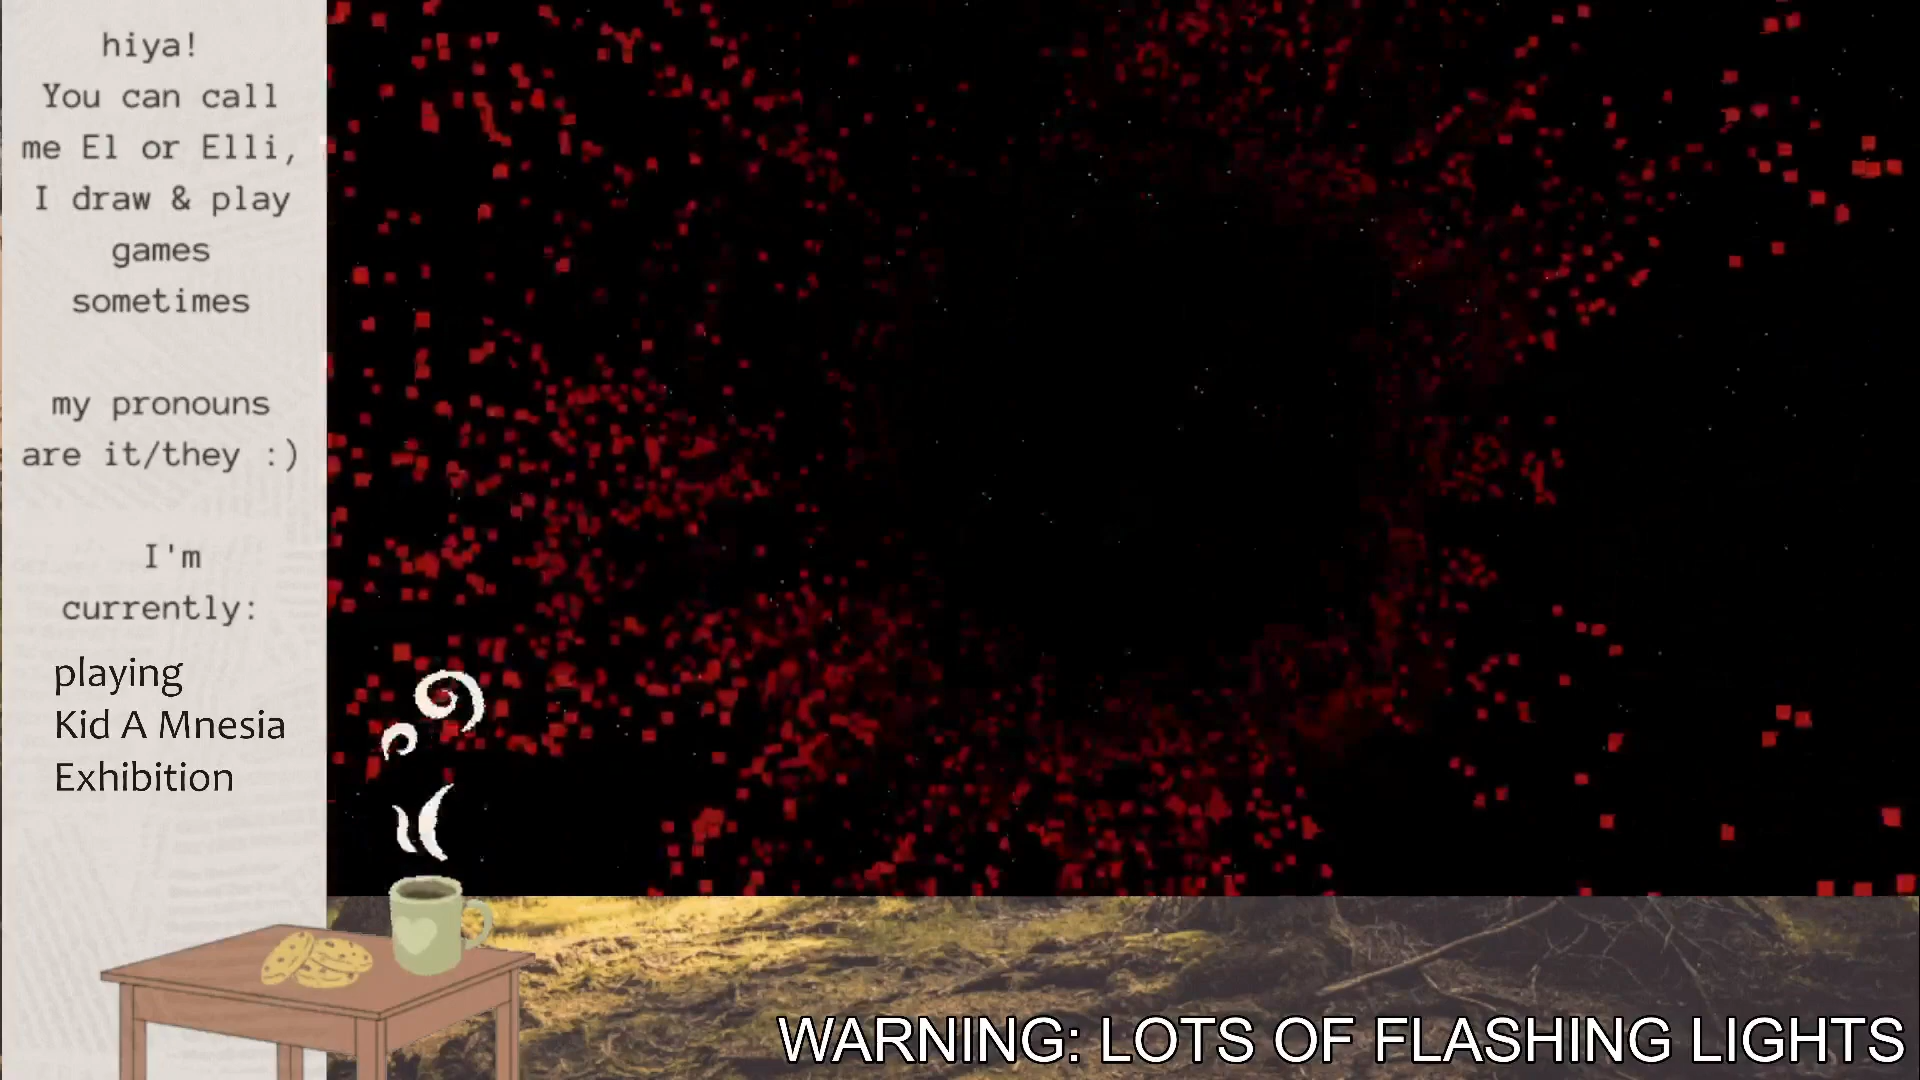 hiya!
You can call
me El or Elli,
I draw & play
games
sometimes
my pronouns
are it/they :)
I'm
currently:
playing
Kid A Mnesia
Exhibition
WARNING: LOTS OF FLASHING LIGHTS